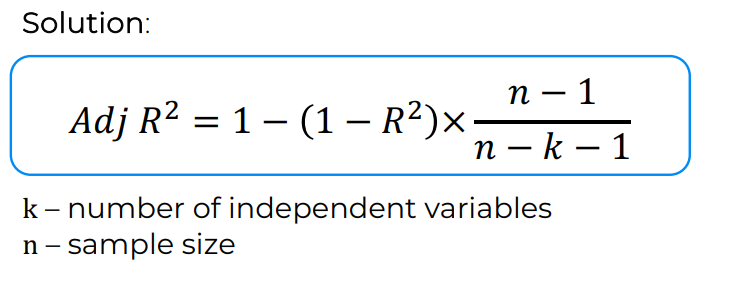 Solution:
Adj R² = 1 − (1 − R²)× n − 1 / n − k − 1
k – number of independent variables
n – sample size